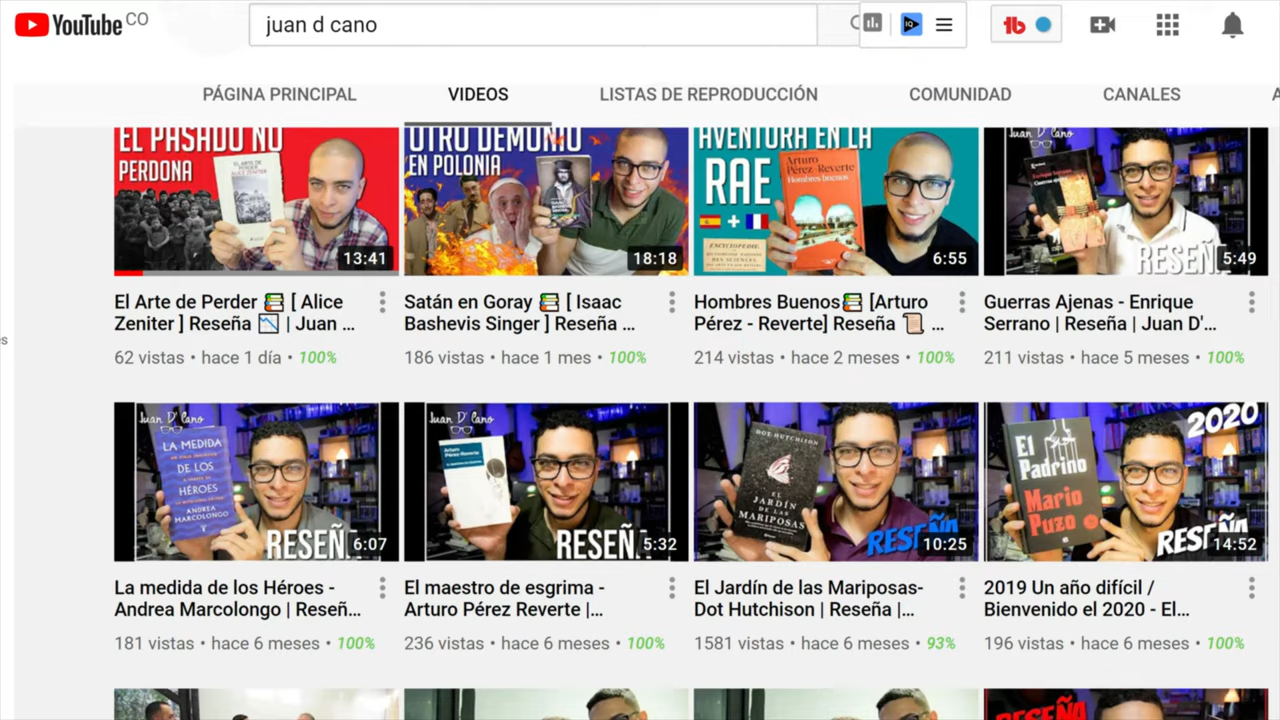 YouTube CO
juan d cano
PÁGINA PRINCIPAL
VIDEOS
LISTAS DE REPRODUCCIÓN
COMUNIDAD
CANALES
EL PASADO NO
PERDONA
EL ARTE DE
PERDER
ALICE
ZENITER
13:41
OTRO DEMONIO
EN POLONIA
18:18
AVENTURA EN LA
RAE
Arturo
Pérez-Reverte
Hombres buenos
6:55
Juan D' Cano
RESEÑ
5:49
El Arte de Perder 📚 [ Alice
Zeniter ] Reseña 📉 | Juan ...
62 vistas • hace 1 día • 100%
Satán en Goray 📚 [ Isaac
Bashevis Singer ] Reseña ...
186 vistas • hace 1 mes • 100%
Hombres Buenos📚 [Arturo
Pérez - Reverte] Reseña 📜 ...
214 vistas • hace 2 meses • 100%
Guerras Ajenas - Enrique
Serrano | Reseña | Juan D'...
211 vistas • hace 5 meses • 100%
Juan D' Cano
LA MEDIDA
DE LOS
HÉROES
ANDREA
MARCOLONGO
RESEÑ
6:07
Juan D' Cano
Arturo
Pérez-Reverte
RESEÑ
5:32
DOT HUTCHISON
EL
JARDÍN
DE LAS
MARIPOSAS
RESEÑA
10:25
2020
El
Padrino
Mario
Puzo
RESEÑA
14:52
La medida de los Héroes -
Andrea Marcolongo | Reseñ...
181 vistas • hace 6 meses • 100%
El maestro de esgrima -
Arturo Pérez Reverte |...
236 vistas • hace 6 meses • 100%
El Jardín de las Mariposas-
Dot Hutchison | Reseña |...
1581 vistas • hace 6 meses • 93%
2019 Un año difícil /
Bienvenido el 2020 - El...
196 vistas • hace 6 meses • 100%
RESEÑA